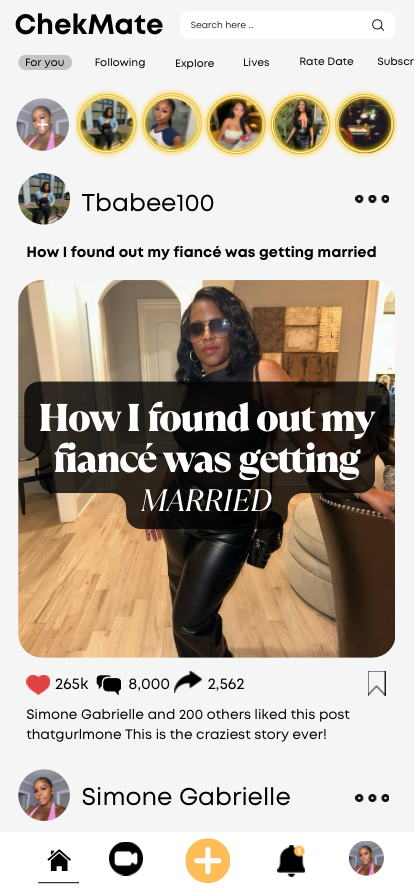 ChekMate
Search here ..
For you
Following
Explore
Lives
Rate Date
Subscr
Tbabee100
How I found out my fiancé was getting married
How I found out my
fiancé was getting
MARRIED
265k
8,000
2,562
Simone Gabrielle and 200 others liked this post
thatgurlmone This is the craziest story ever!
Simone Gabrielle